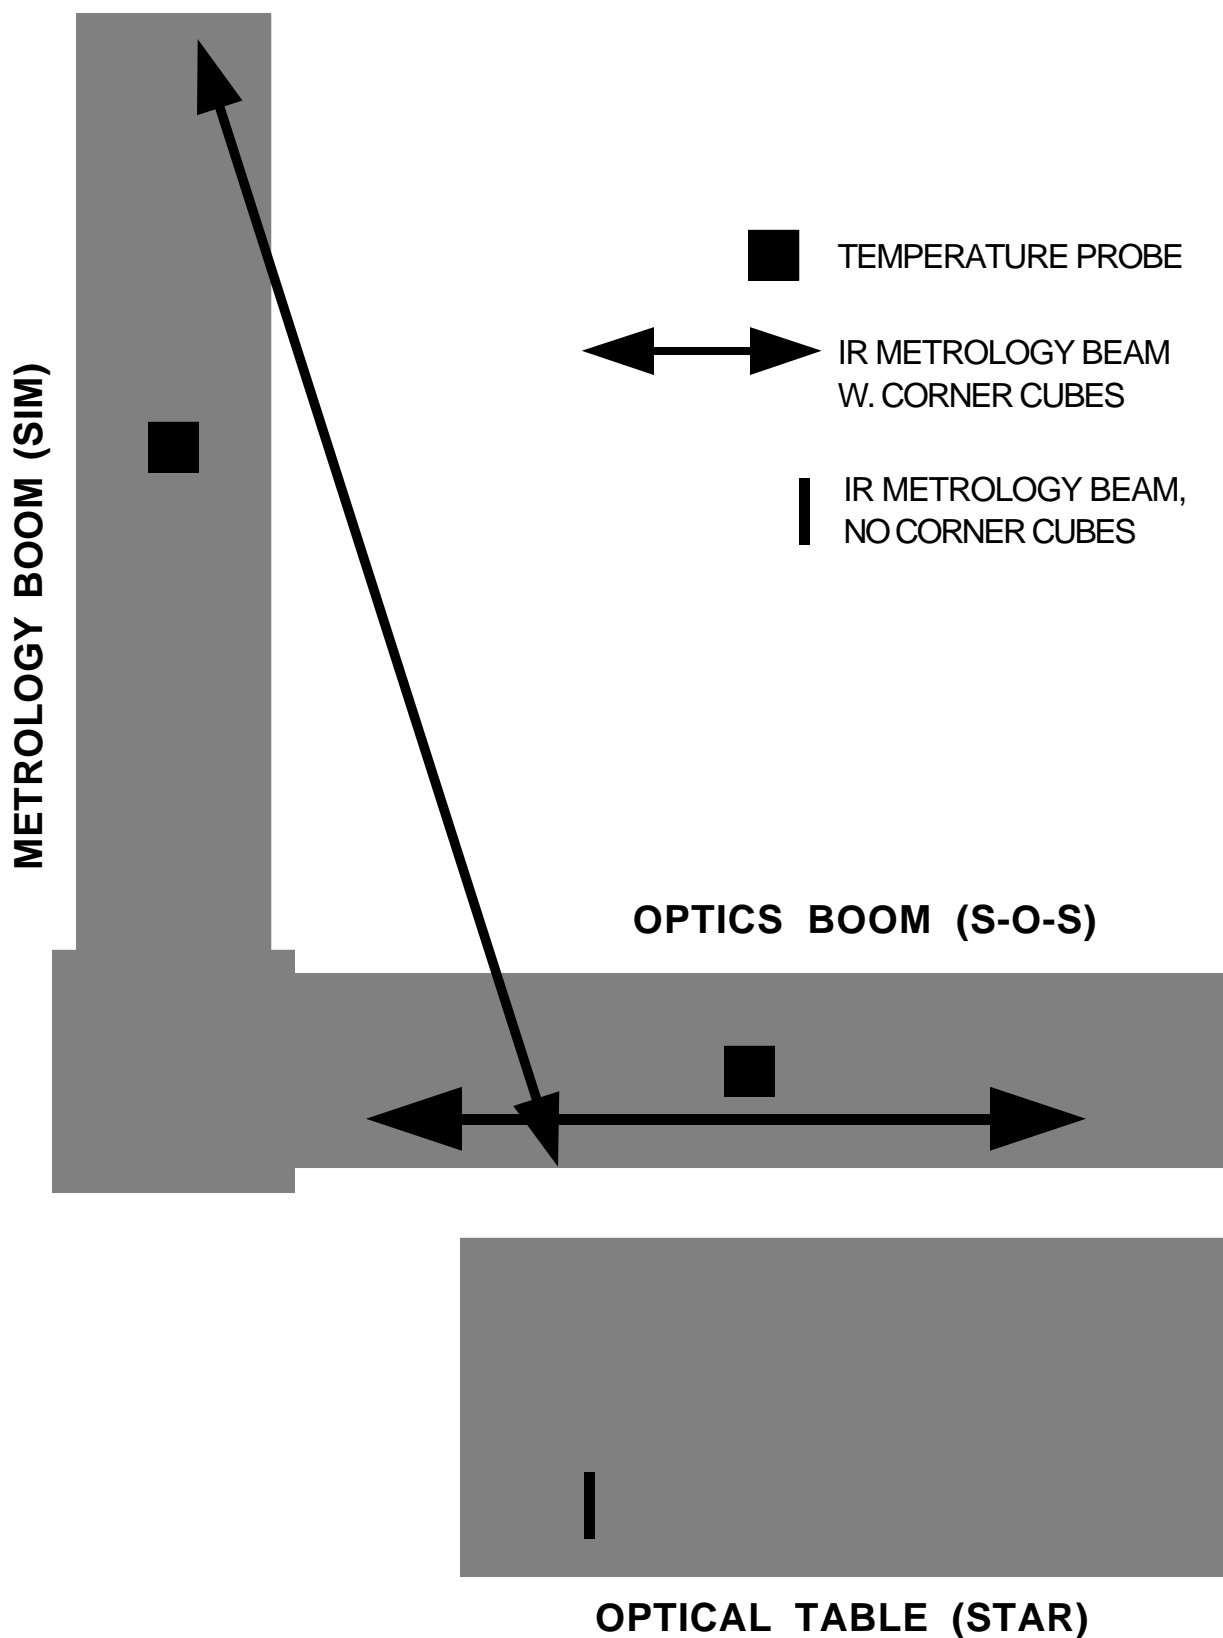 TEMPERATURE PROBE
IR METROLOGY BEAM
W. CORNER CUBES
IR METROLOGY BEAM,
NO CORNER CUBES
METROLOGY BOOM (SIM)
OPTICS BOOM (S-O-S)
OPTICAL TABLE (STAR)